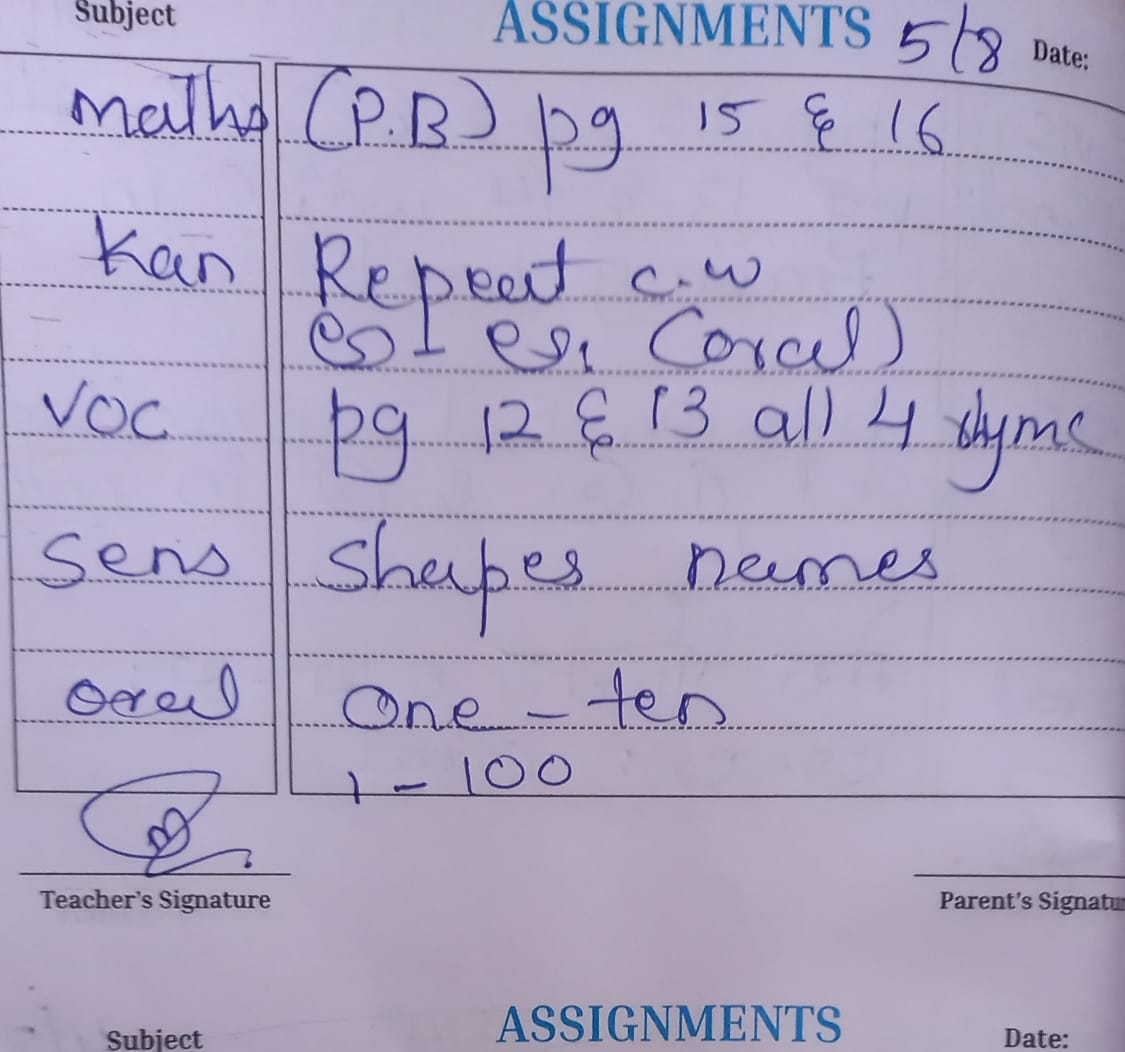 Subject ASSIGNMENTS 5/8 Date:
Maths (P.B) pg 15 & 16
Kan Repeat c.w
(oral)
VOC pg 12 & 13 all 4 rhyme
Sens Shapes names
Oral One - ten
1 - 100
Teacher's Signature Parent's Signatu
Subject ASSIGNMENTS Date: